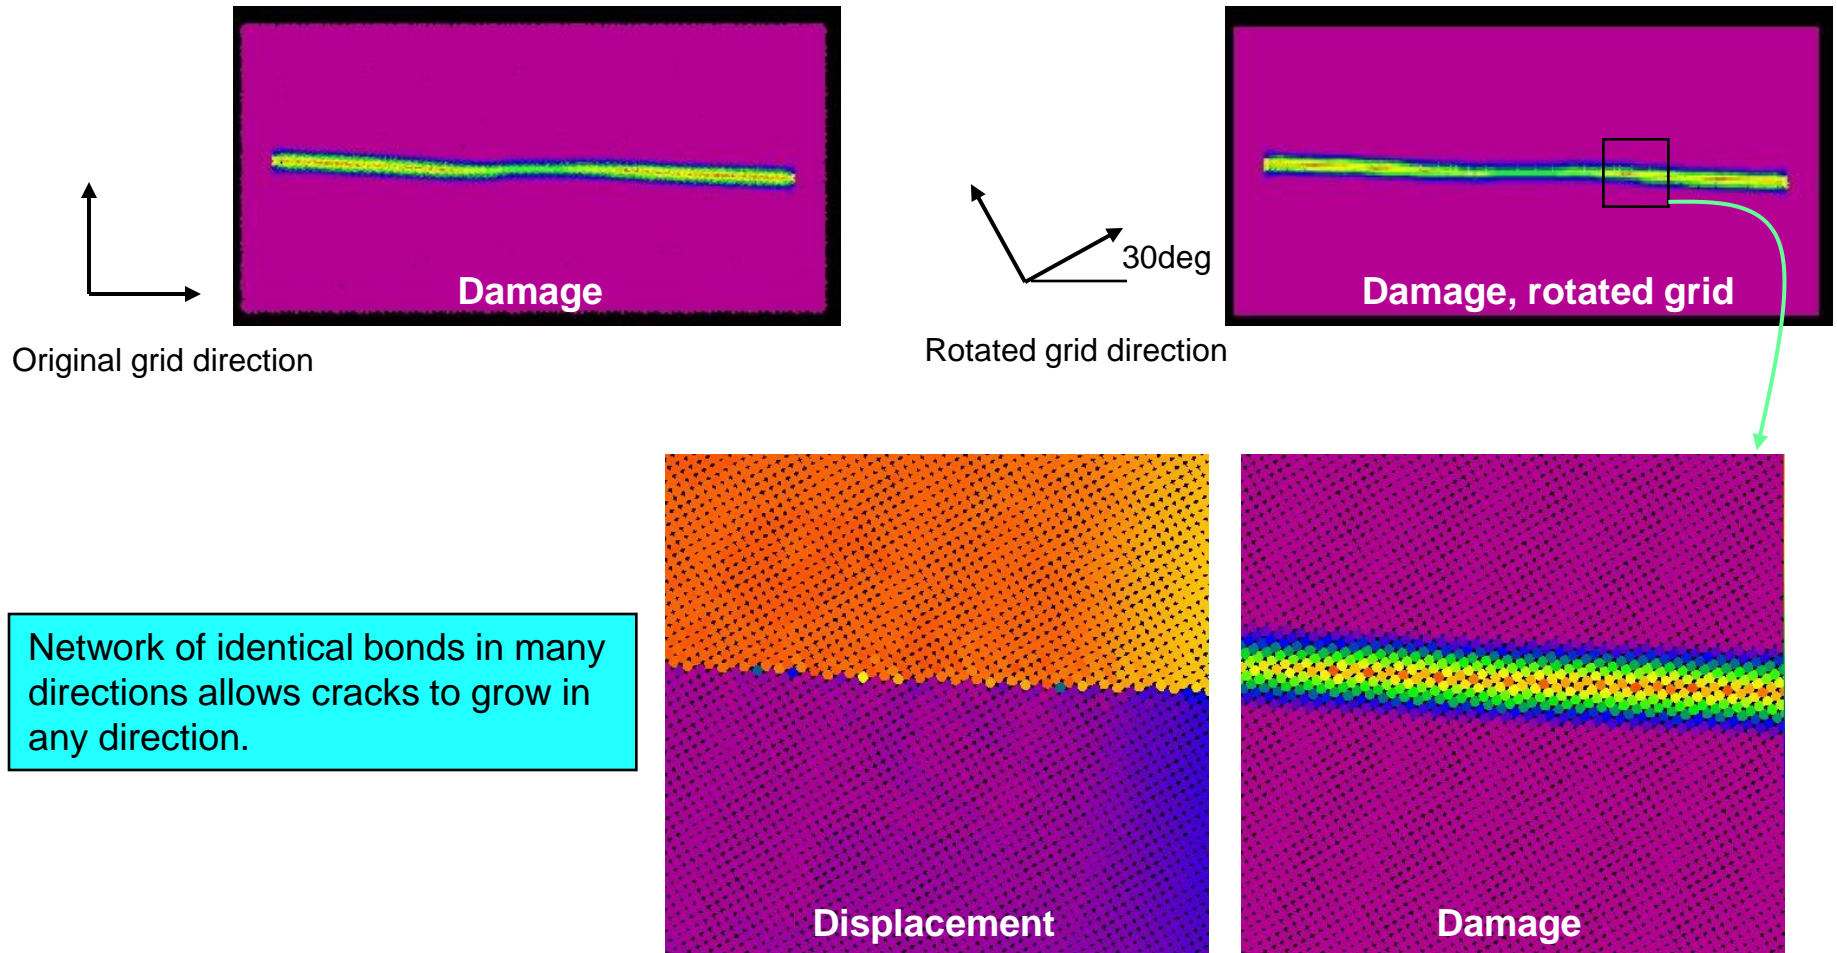 Damage
30deg
Damage, rotated grid
Original grid direction
Rotated grid direction
Network of identical bonds in many
directions allows cracks to grow in
any direction.
Displacement
Damage